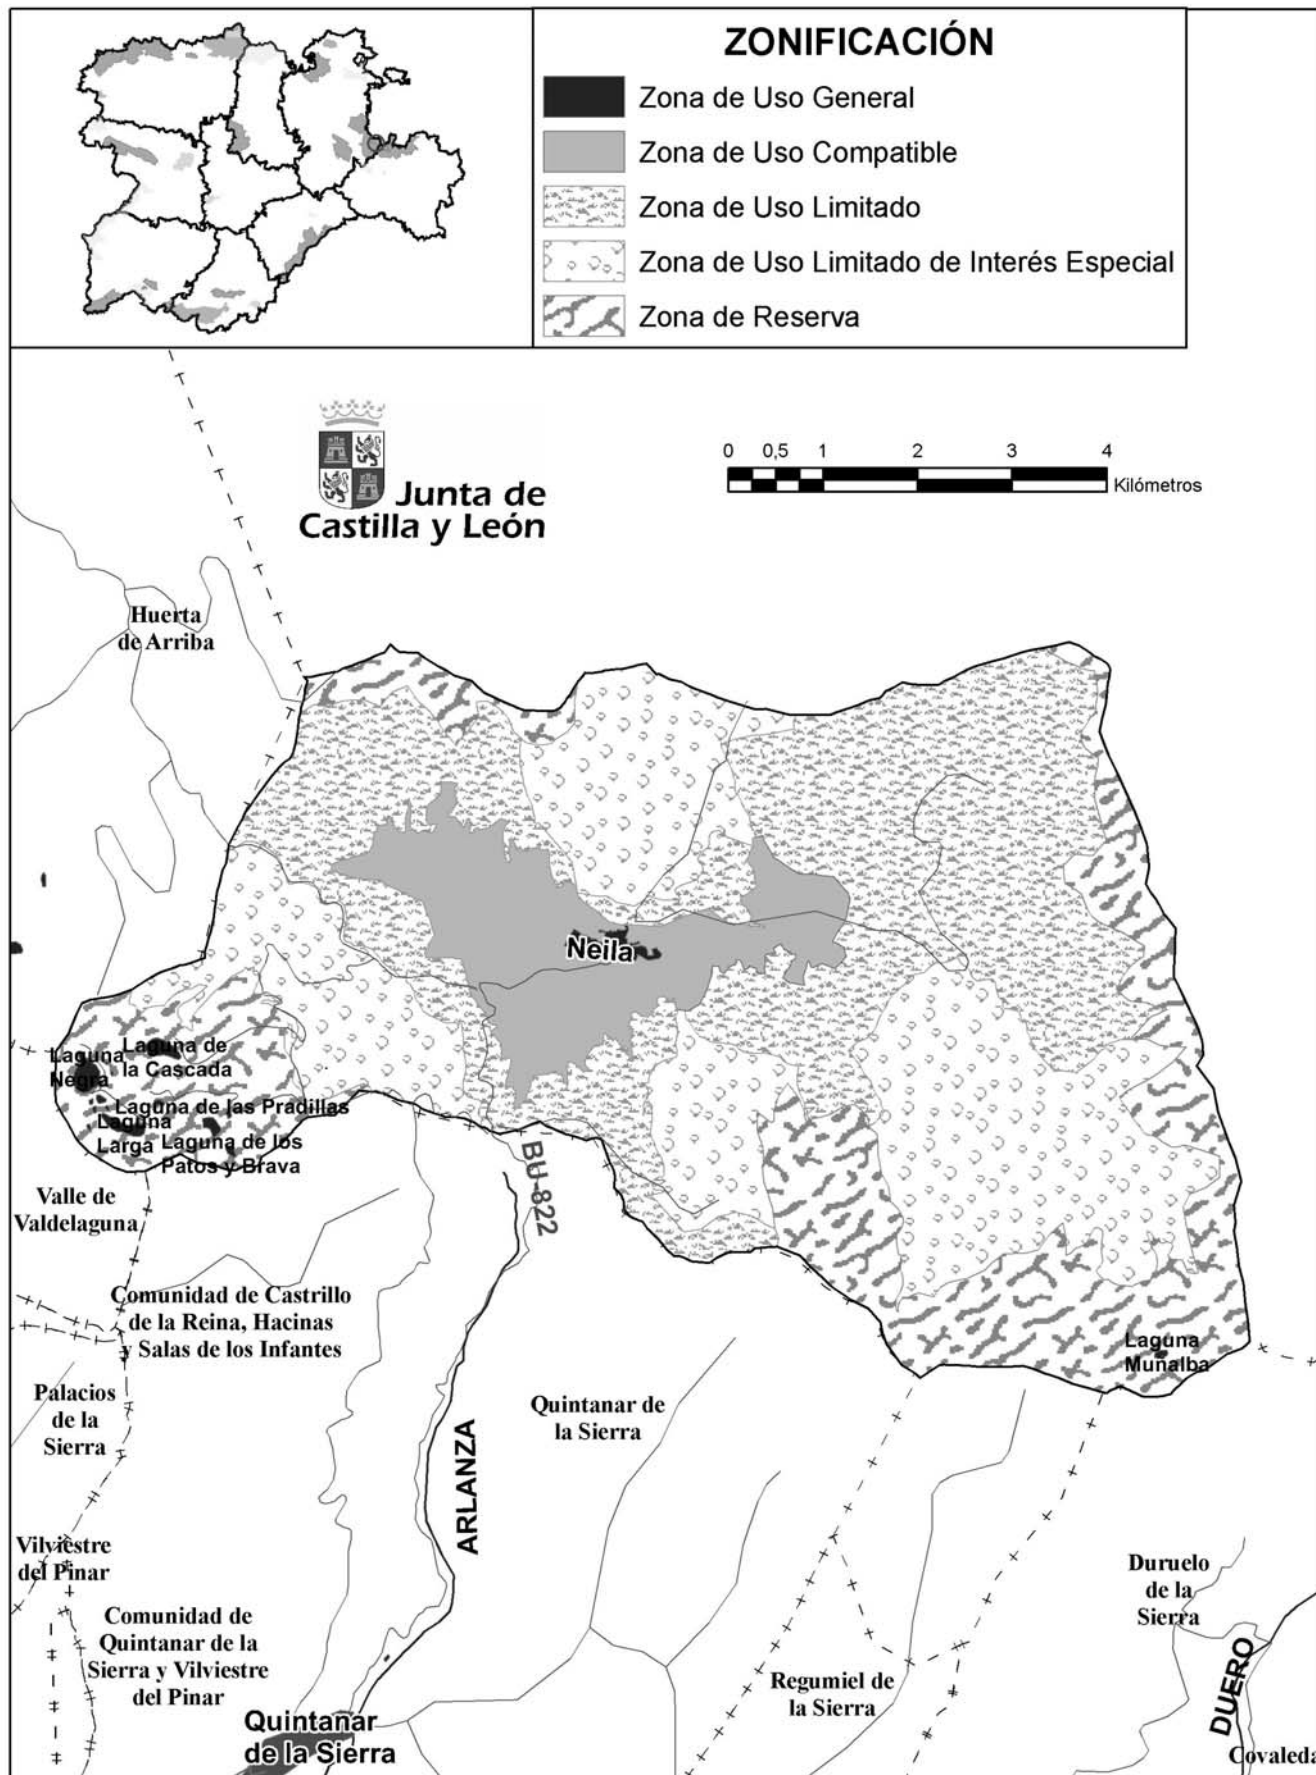 ZONIFICACIÓN
Zona de Uso General
Zona de Uso Compatible
Zona de Uso Limitado
Zona de Uso Limitado de Interés Especial
Zona de Reserva
Junta de
Castilla y León
0 0,5 1 2 3 4
Kilómetros
Huerta
de Arriba
Neila
Laguna
Negra
Laguna de
la Cascada
Laguna de las Pradillas
Laguna
Larga
Laguna de los
Patos y Brava
BU-822
Valle de
Valdelaguna
Comunidad de Castrillo
de la Reina, Hacinas
y Salas de los Infantes
Laguna
Muñalba
Palacios
de la
Sierra
Quintanar de
la Sierra
ARLANZA
Vilviestre
del Pinar
Duruelo
de la
Sierra
Comunidad de
Quintanar de la
Sierra y Vilviestre
del Pinar
Regumiel de
la Sierra
DUERO
Quintanar
de la Sierra
Covaleda